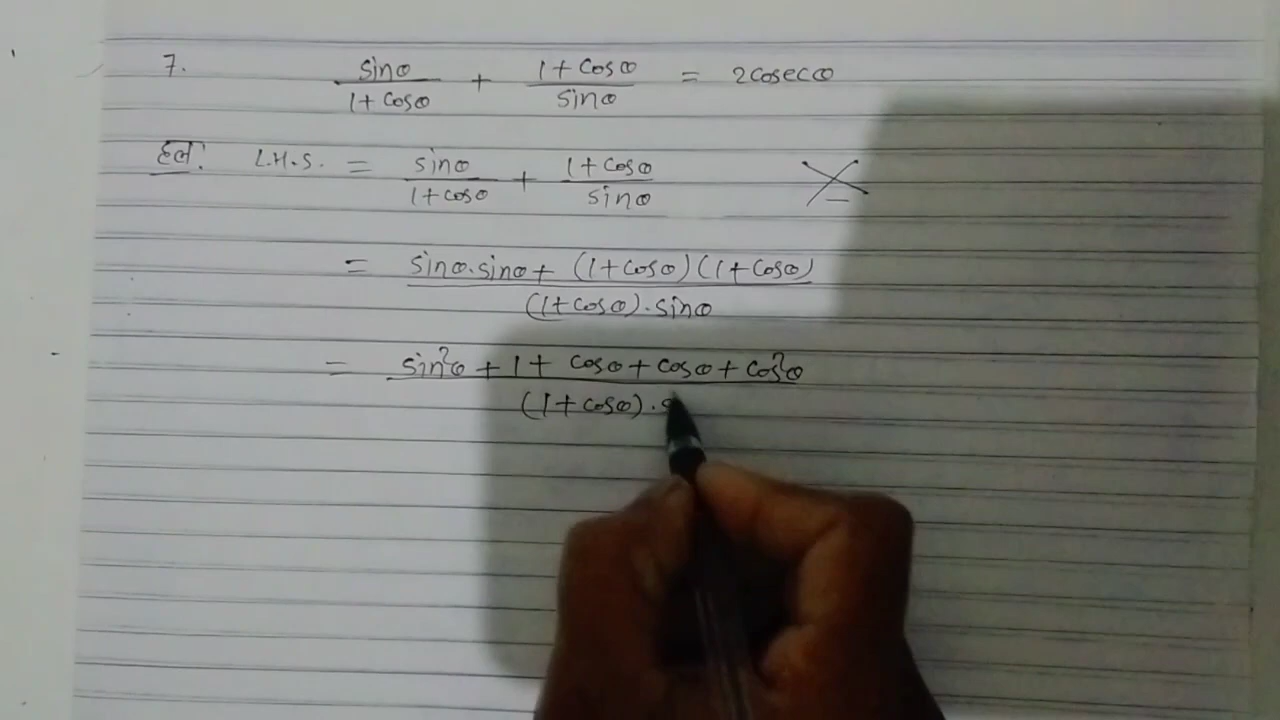 7. sinθ/(1+cosθ) + (1+cosθ)/sinθ = 2cosecθ
हल: L.H.S. = sinθ/(1+cosθ) + (1+cosθ)/sinθ
= (sinθ.sinθ + (1+cosθ)(1+cosθ))/((1+cosθ).sinθ)
= (sin²θ + 1 + cosθ + cosθ + cos²θ)/((1+cosθ).s